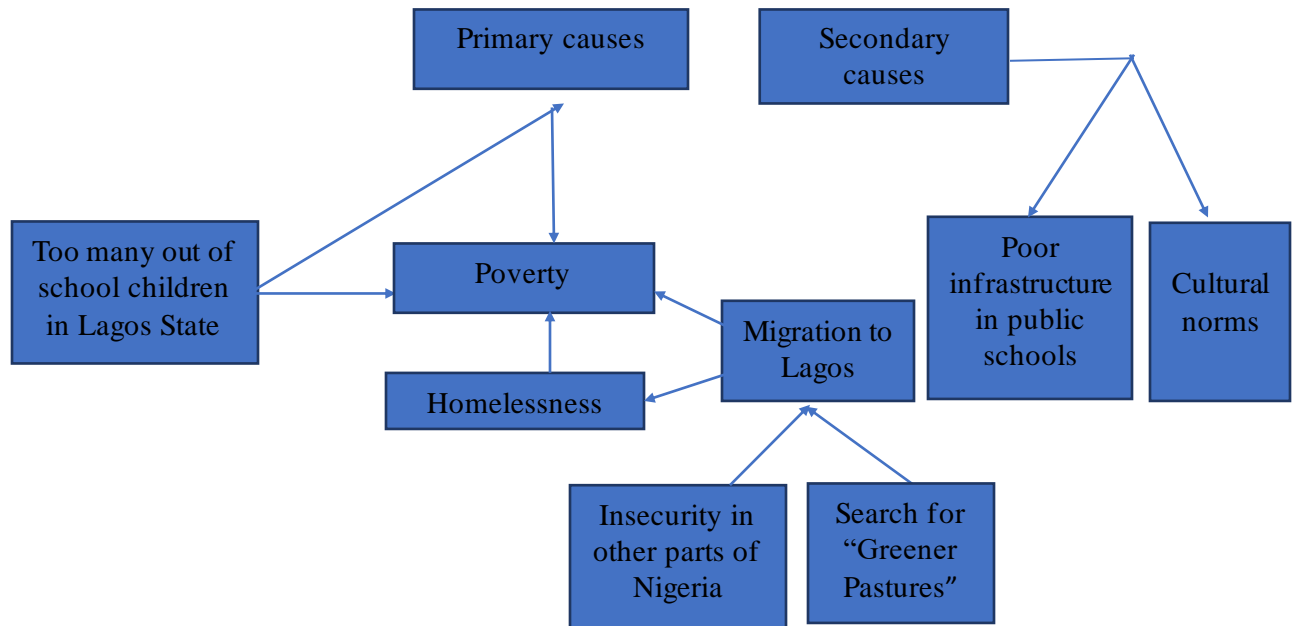 Primary causes
Secondary
causes
Too many out of
school children
in Lagos State
Poverty
Poor
infrastructure
in public
schools
Cultural
norms
Migration to
Lagos
Homelessness
Insecurity in
other parts of
Nigeria
Search for
“Greener
Pastures”